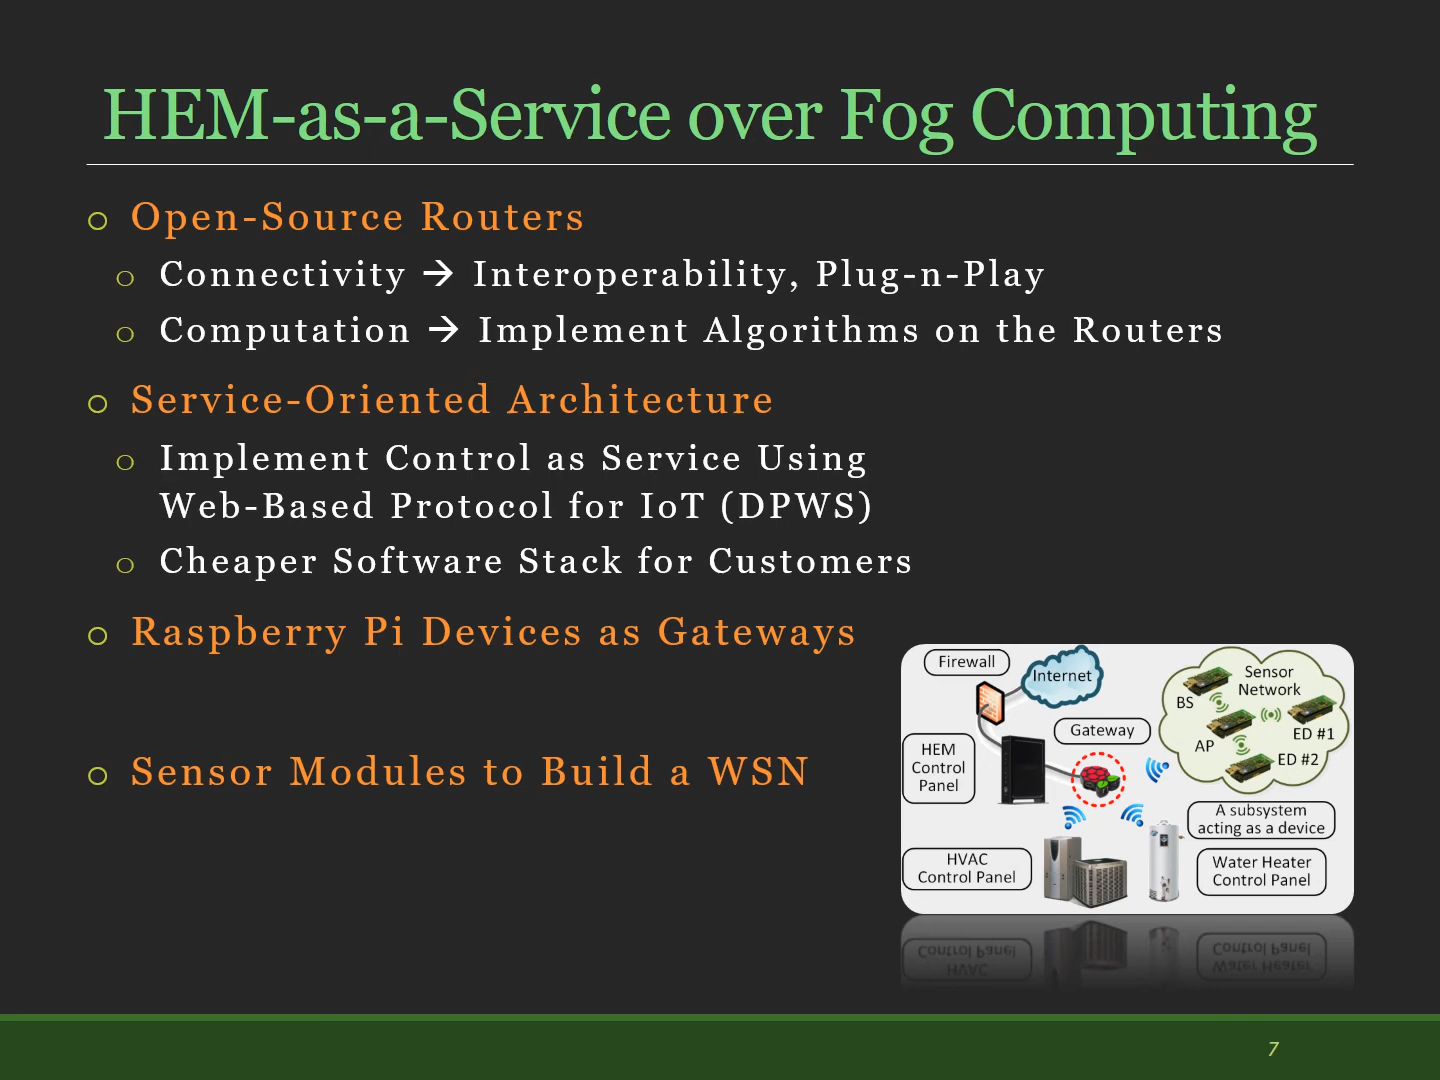 HEM-as-a-Service over Fog Computing
Open-Source Routers
Connectivity → Interoperability, Plug-n-Play
Computation → Implement Algorithms on the Routers
Service-Oriented Architecture
Implement Control as Service Using
Web-Based Protocol for IoT (DPWS)
Cheaper Software Stack for Customers
Raspberry Pi Devices as Gateways
Sensor Modules to Build a WSN
Firewall
Internet
Sensor
Network
BS
AP
ED #1
ED #2
Gateway
HEM
Control
Panel
A subsystem
acting as a device
HVAC
Control Panel
Water Heater
Control Panel
7